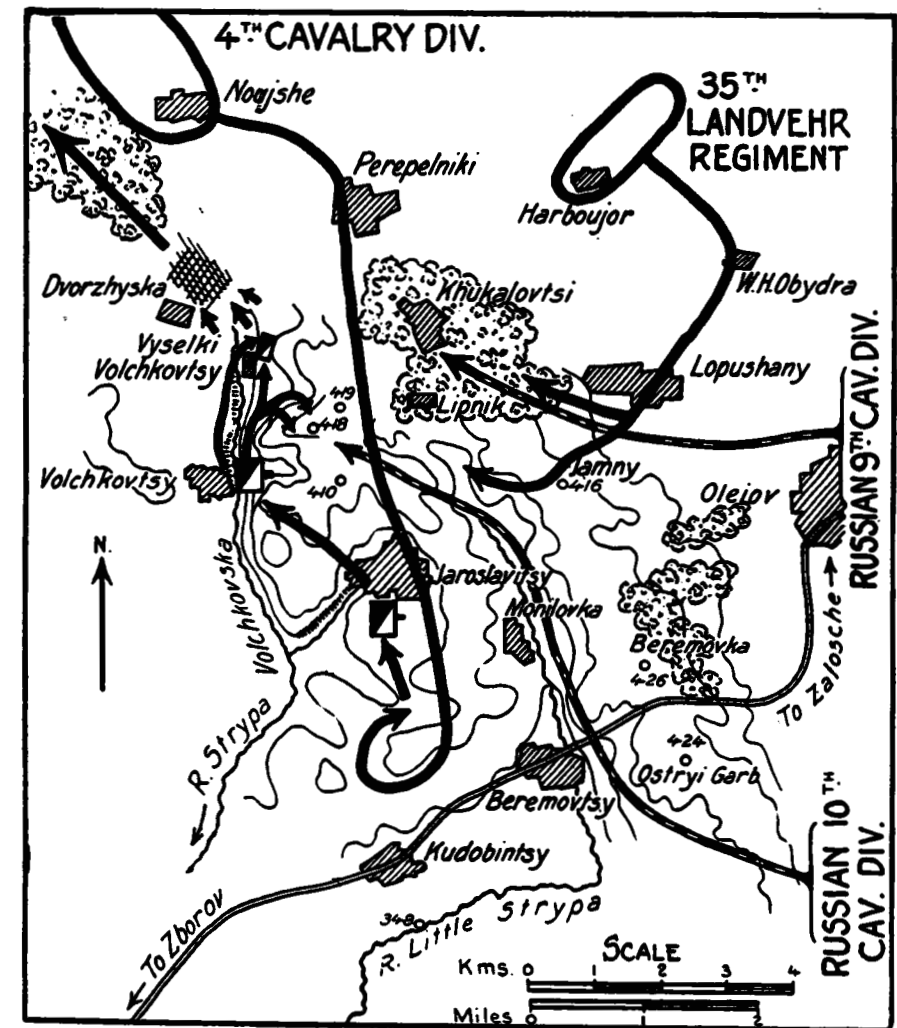 4TH CAVALRY DIV.
35TH
LANDVEHR
REGIMENT
Noajshe
Perepelniki
Harboujor
W.H.Obydra
Dvorzhyska
Khukalovtsi
Vyselki
Volchkovtsy
Lopushany
Lipnik
419
418
Volchkovtsy
410
Jamny
416
Olejov
RUSSIAN 9TH CAV. DIV.
N.
Jaroslavitsy
Volchkovska
Monilovka
Beremovka
426
To Zalosche
R. Strypa
424
Ostryi Garb
Beremovtsy
Kudobintsy
RUSSIAN 10TH
CAV. DIV.
To Zborov
348
R. Little Strypa
SCALE
Kms. 0 1 2 3 4
Miles 0 1 2